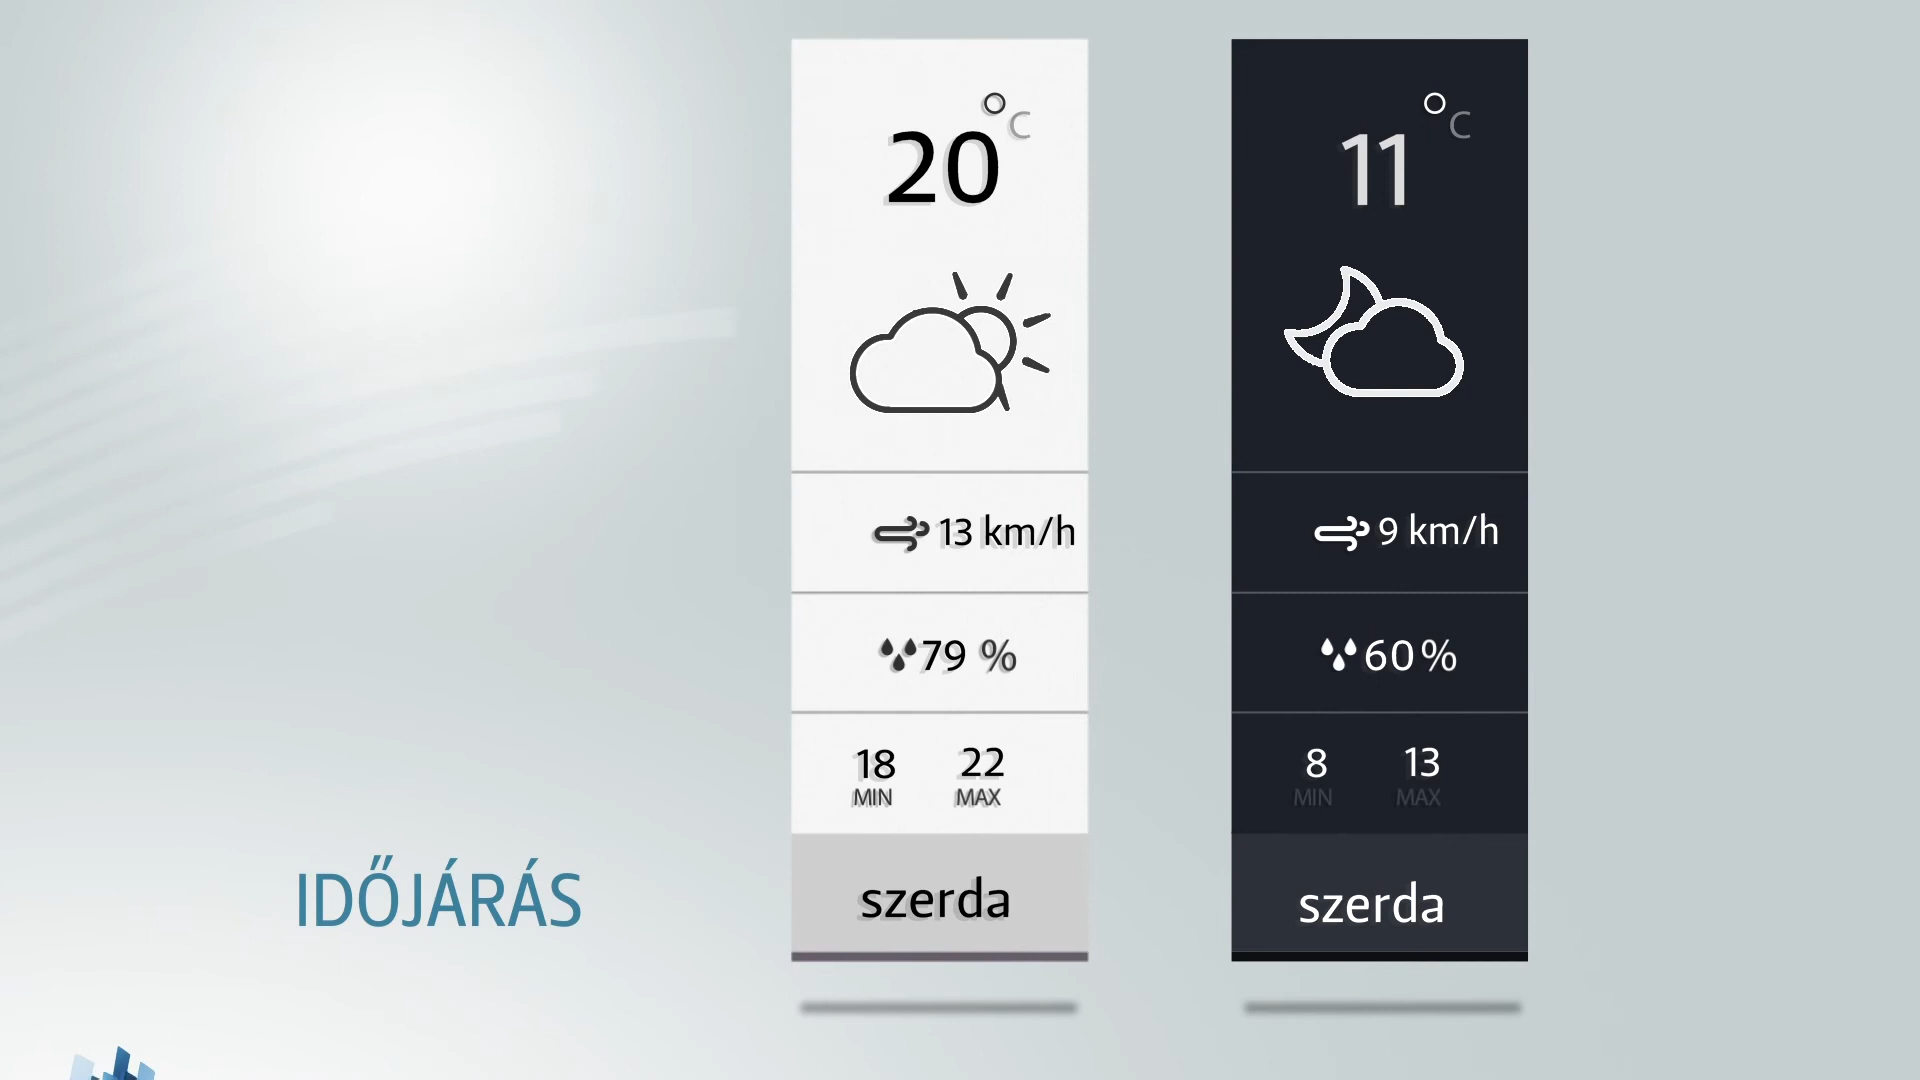 20 °C
13 km/h
79 %
18 22
MIN MAX
szerda
11 °C
9 km/h
60%
8 13
MIN MAX
szerda
IDŐJÁRÁS